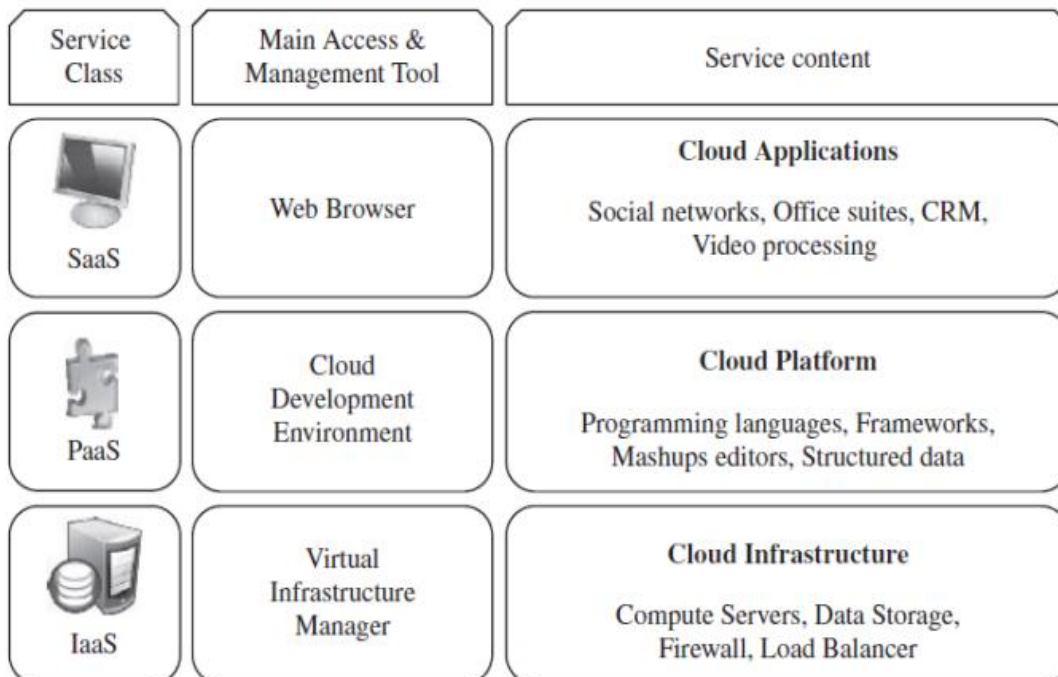 Service
Class
Main Access &
Management Tool
Service content
SaaS
Web Browser
Cloud Applications
Social networks, Office suites, CRM,
Video processing
PaaS
Cloud
Development
Environment
Cloud Platform
Programming languages, Frameworks,
Mashups editors, Structured data
IaaS
Virtual
Infrastructure
Manager
Cloud Infrastructure
Compute Servers, Data Storage,
Firewall, Load Balancer